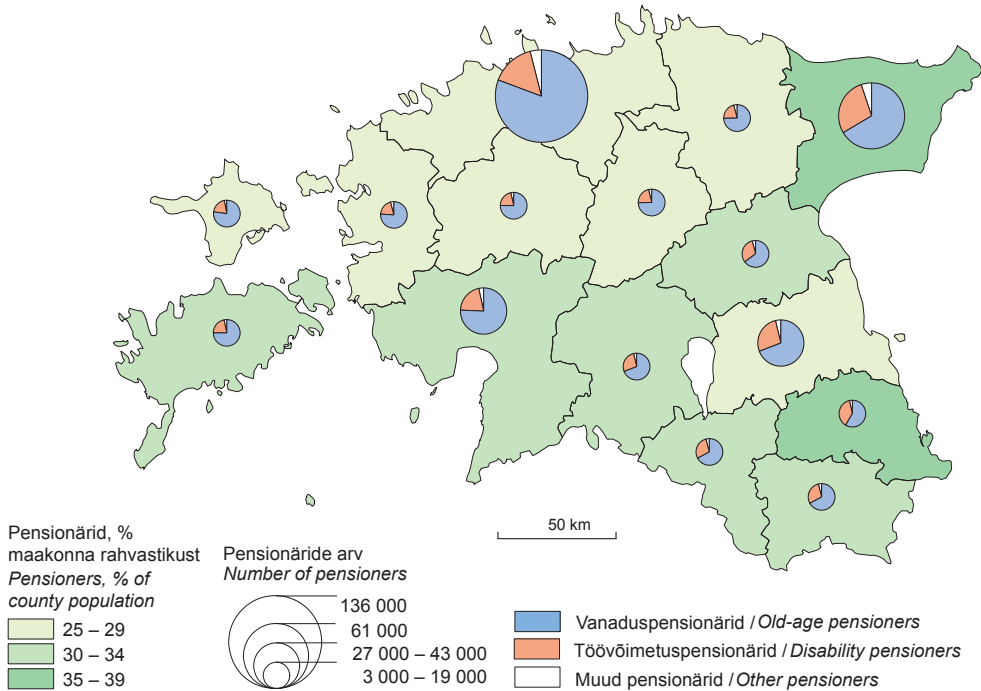 50 km
Pensionärid, %
maakonna rahvastikust
Pensioners, % of
county population
25 – 29
30 – 34
35 – 39
Pensionäride arv
Number of pensioners
136 000
61 000
27 000 – 43 000
3 000 – 19 000
Vanaduspensionärid / Old-age pensioners
Töövõimetuspensionärid / Disability pensioners
Muud pensionärid / Other pensioners